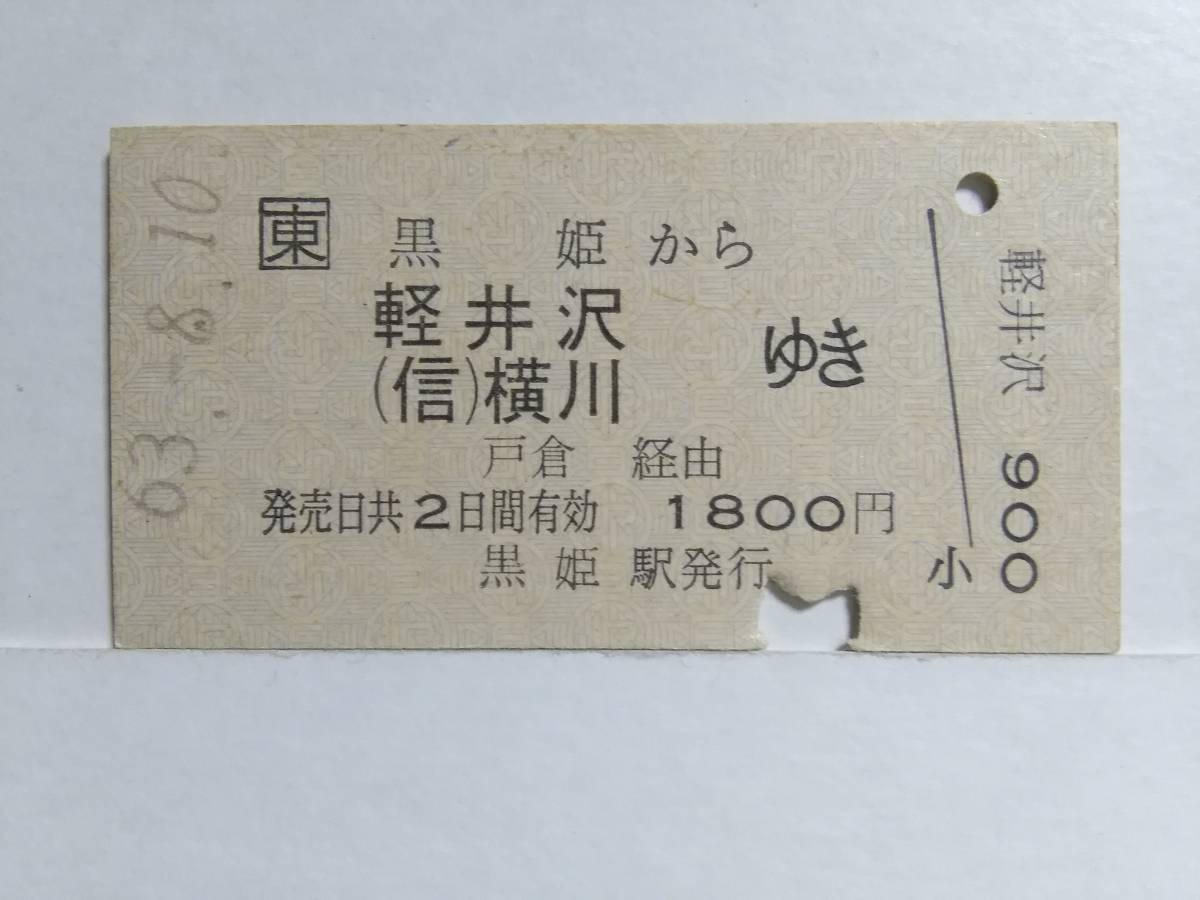 63.-8.10
東 黒姫から
軽井沢
(信)横川
ゆき
戸倉 経由
発売日共2日間有効 1800円
黒姫駅発行
小
軽井沢 900